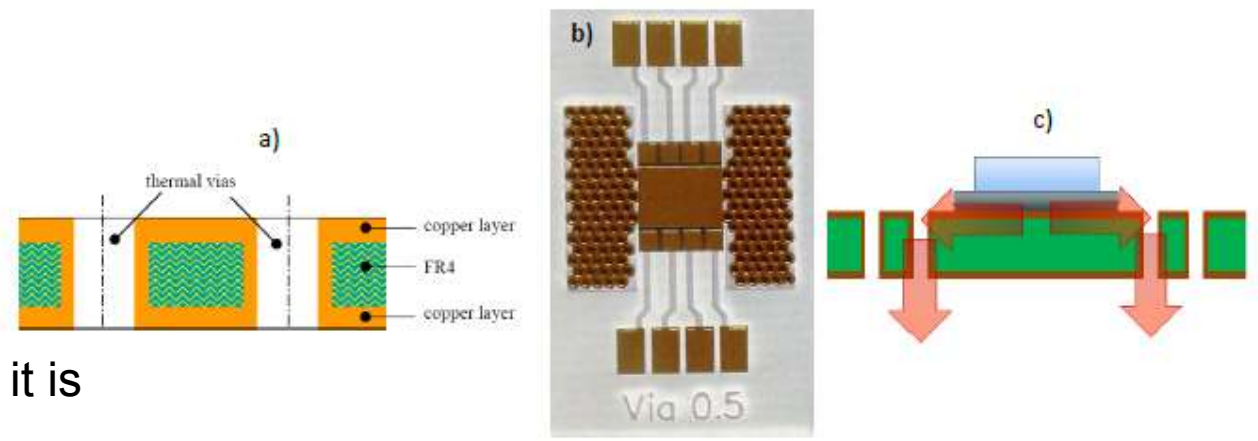 a)
thermal vias
copper layer
FR4
copper layer
it is
b)
Via 0.5
c)